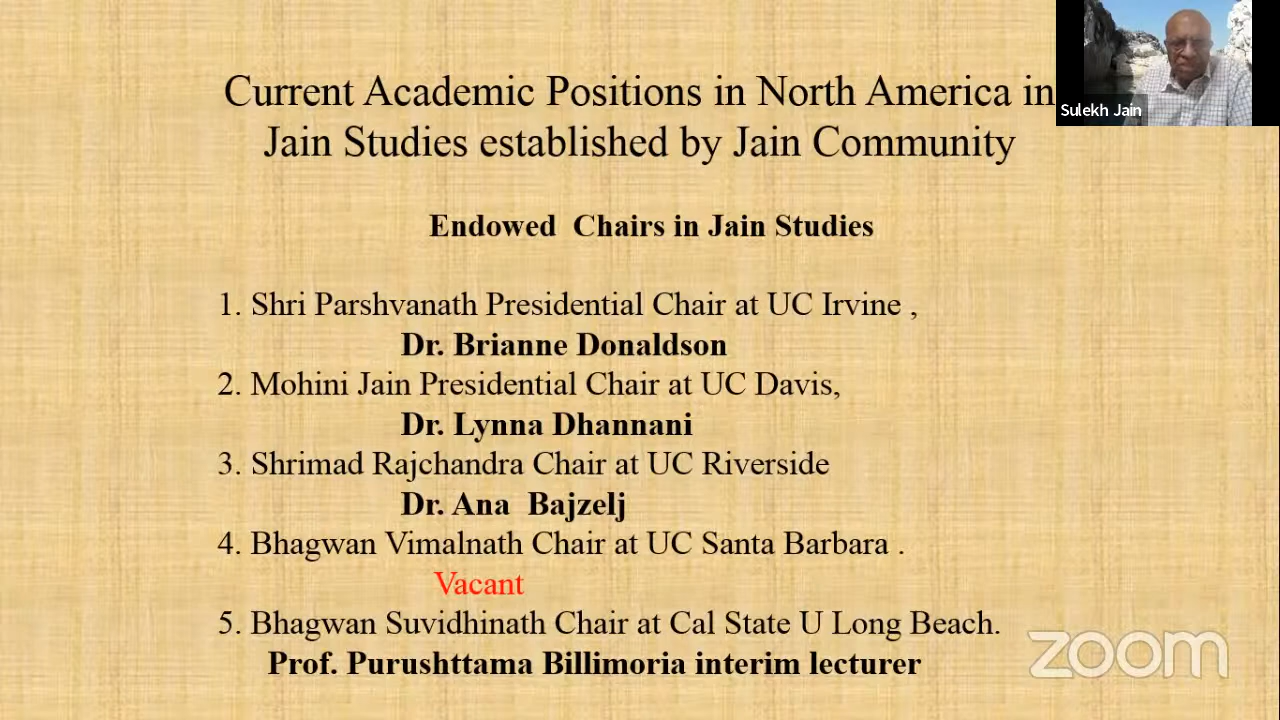 Current Academic Positions in North America in
Jain Studies established by Jain Community
Sulekh Jain
Endowed Chairs in Jain Studies
1. Shri Parshvanath Presidential Chair at UC Irvine ,
Dr. Brianne Donaldson
2. Mohini Jain Presidential Chair at UC Davis,
Dr. Lynna Dhannani
3. Shrimad Rajchandra Chair at UC Riverside
Dr. Ana Bajzelj
4. Bhagwan Vimalnath Chair at UC Santa Barbara .
Vacant
5. Bhagwan Suvidhinath Chair at Cal State U Long Beach.
Prof. Purushttama Billimoria interim lecturer
zoom